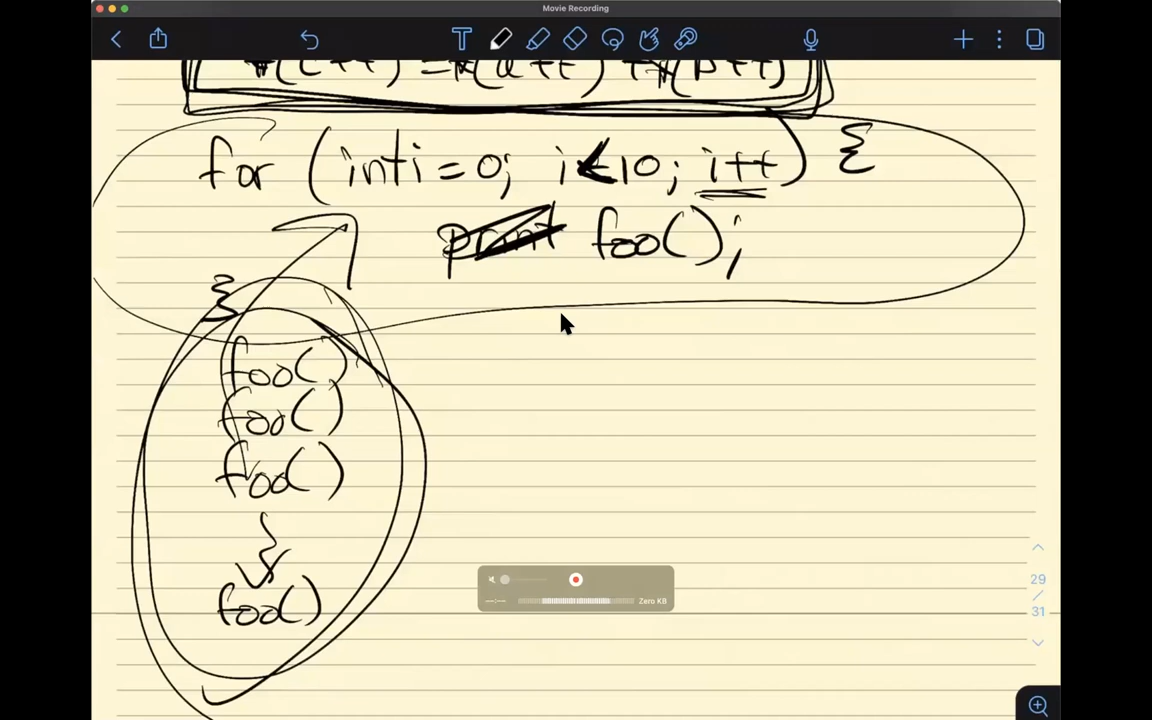 Movie Recording
*(c++) = *(a++) + *(b++)
for (int i = 0; i < 10; i++) {
print foo();
}
foo()
foo()
foo()
foo()
Zero KB
29
/
31